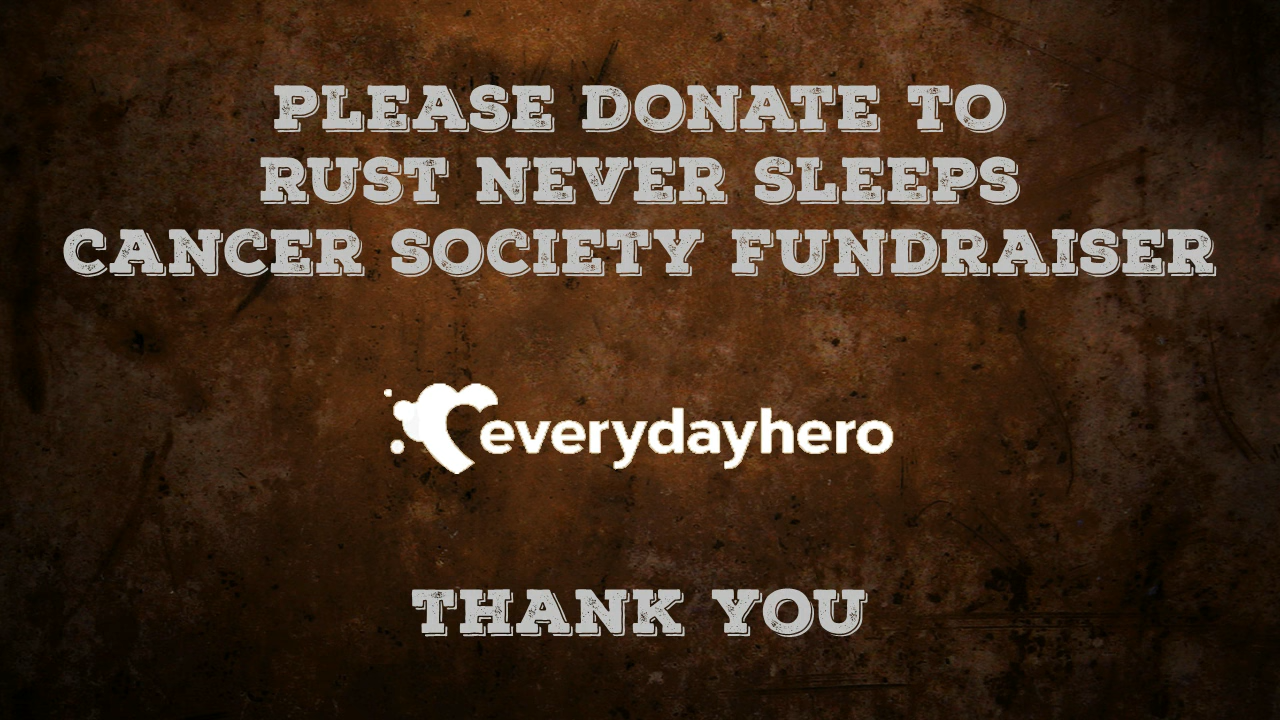 PLEASE DONATE TO
RUST NEVER SLEEPS
CANCER SOCIETY FUNDRAISER
everydayhero
THANK YOU